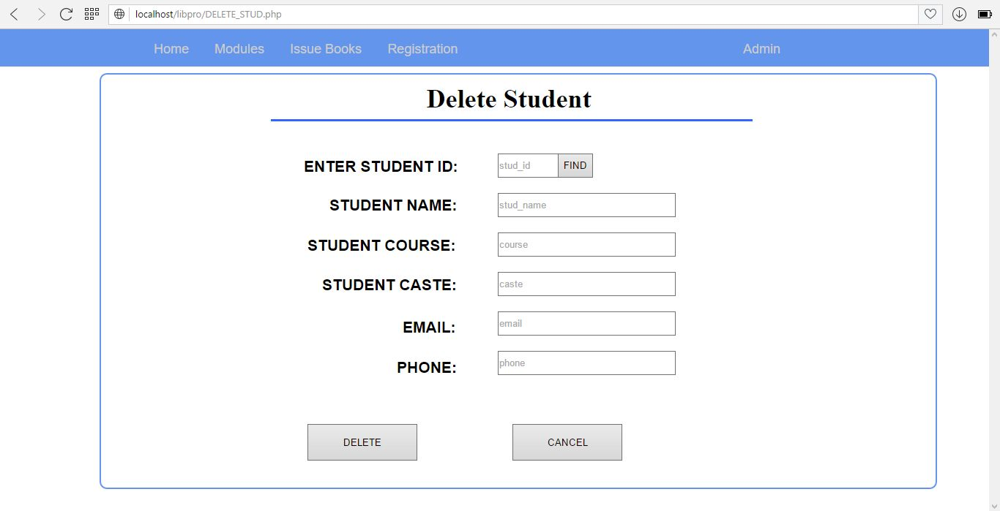 localhost/libpro/DELETE_STUD.php
Home Modules Issue Books Registration Admin
Delete Student
ENTER STUDENT ID: stud_id FIND
STUDENT NAME: stud_name
STUDENT COURSE: course
STUDENT CASTE: caste
EMAIL: email
PHONE: phone
DELETE CANCEL